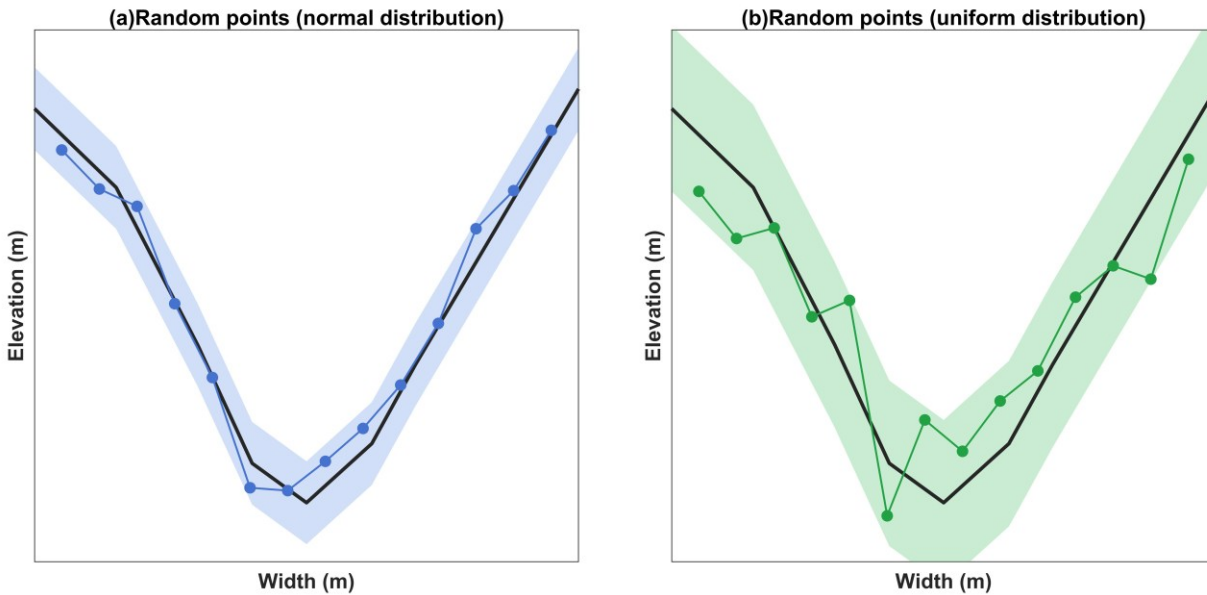 (a)Random points (normal distribution)
Elevation (m)
Width (m)
(b)Random points (uniform distribution)
Elevation (m)
Width (m)